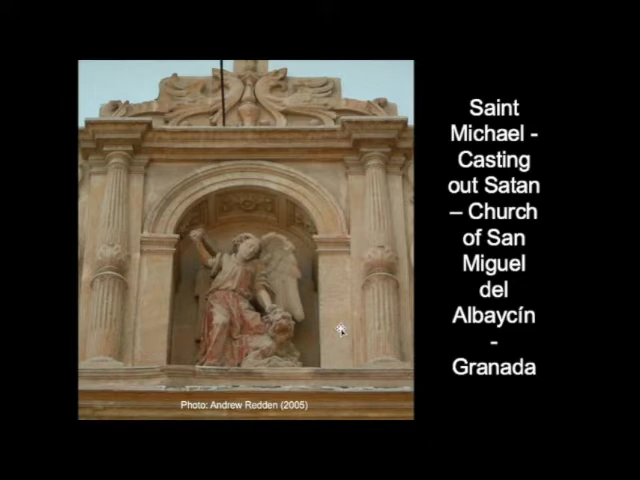 Saint
Michael -
Casting
out Satan
– Church
of San
Miguel
del
Albaycín
-
Granada
Photo: Andrew Redden (2005)